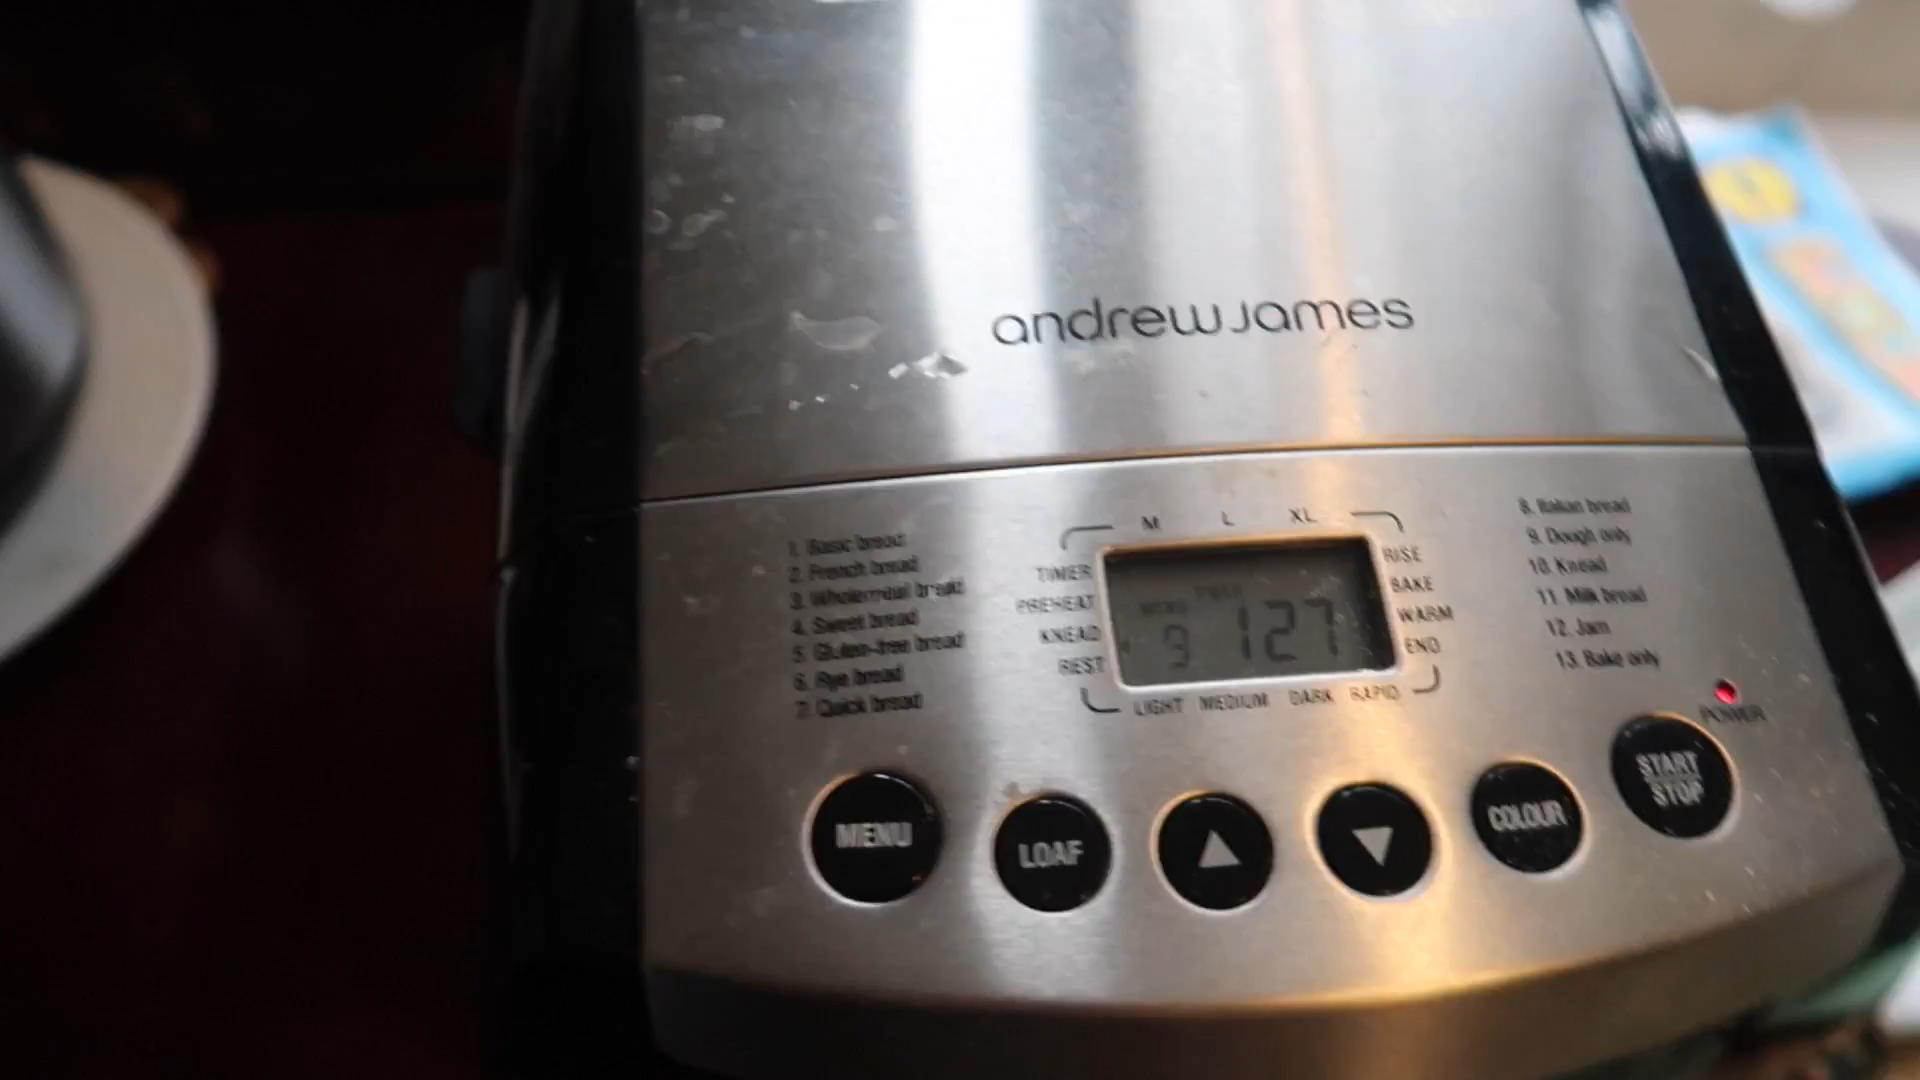 andrew james
M L XL
1. Basic bread
2. French bread
3. Wholemeal bread
4. Sweet bread
5. Gluten-free bread
6. Rye bread
7. Quick bread
TIMER
PREHEAT
KNEAD
REST
MENU
9 127
RISE
BAKE
WARM
END
LIGHT MEDIUM DARK RAPID
8. Italian bread
9. Dough only
10. Knead
11. Milk bread
12. Jam
13. Bake only
POWER
MENU
LOAF
COLOUR
START
STOP